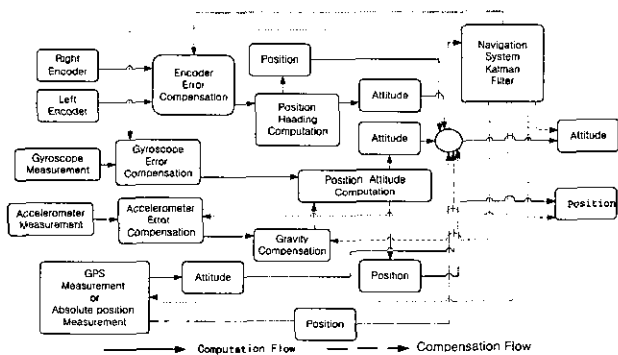 Right
Encoder
Left
Encoder
Encoder
Error
Compensation
Position
Position
Heading
Computation
Attitude
Navigation
System
Kalman
Filter
Attitude
Attitude
Gyroscope
Measurement
Gyroscope
Error
Compensation
Position Attitude
Computation
Position
Accelerometer
Measurement
Accelerometer
Error
Compensation
Gravity
Compensation
GPS
Measurement
or
Absolute position
Measurement
Attitude
Position
Position
Computation Flow
Compensation Flow